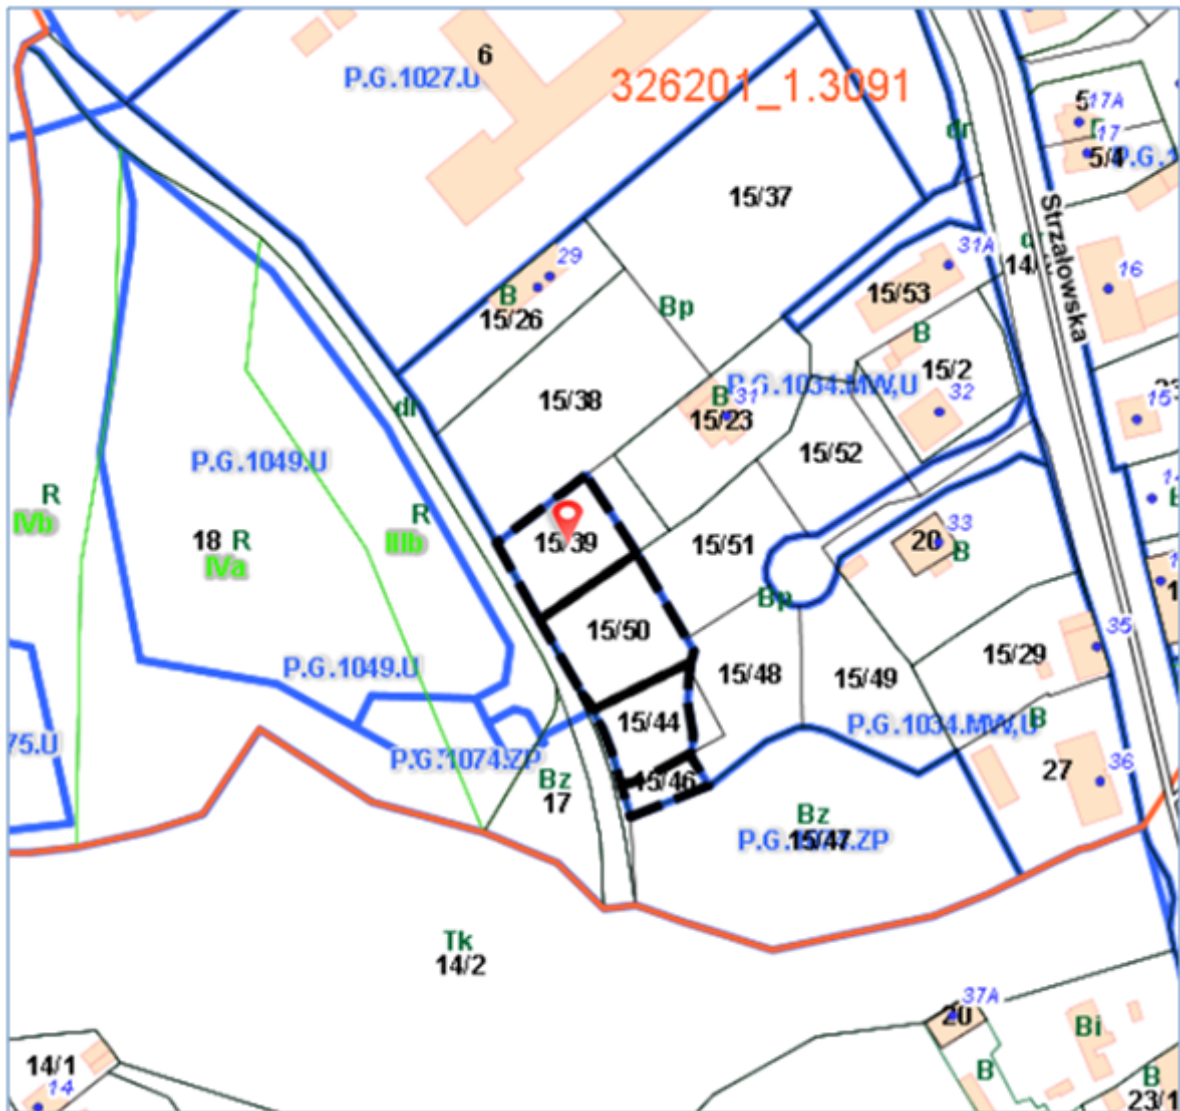 6
P.G.1027.U
326201_1.3091
17A
5
17
5/4
dr
15/37
Strzałowska
31A
29
B
15/26
Bp
15/53
16
B
15/2
P.G.1034.MW,U
15/38
B
31
15/23
32
15
dr
15/52
P.G.1049.U
R
IVb
R
IIIb
18 R
IVa
15/39
15/51
33
20
B
Bp
15/50
35
15/29
P.G.1049.U
15/48
15/49
15/44
P.G.1034.MW,U
B
75.U
P.G.1074.ZP
Bz
17
15/46
27
36
Bz
15/47
Tk
14/2
37A
20
Bi
14/1
14
B
B
23/1